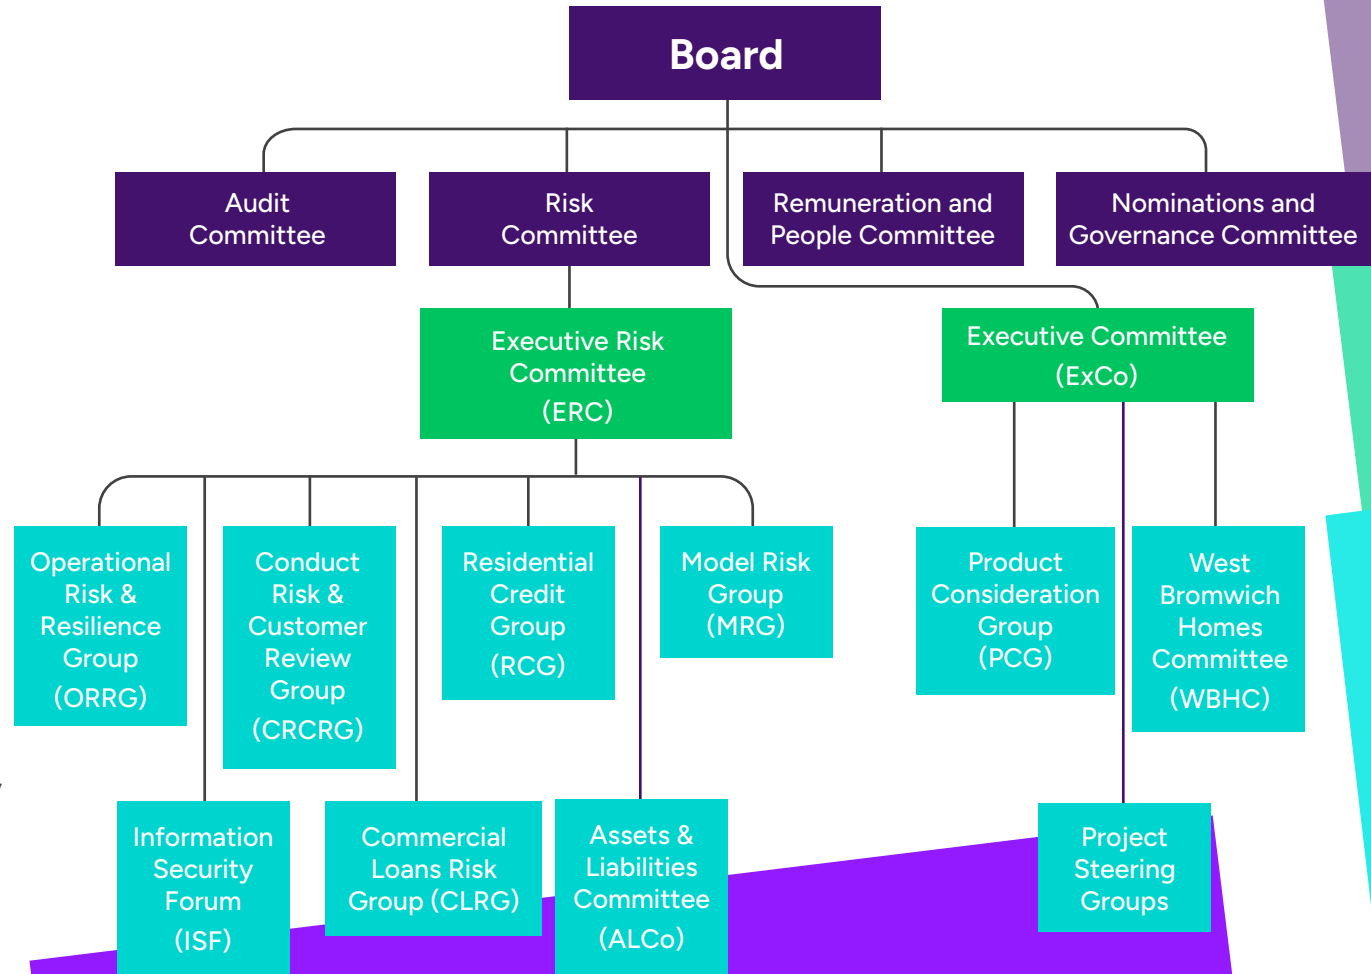 Board
Audit
Committee
Risk
Committee
Remuneration and
People Committee
Nominations and
Governance Committee
Executive Risk
Committee
(ERC)
Executive Committee
(ExCo)
Operational
Risk &
Resilience
Group
(ORRG)
Conduct
Risk &
Customer
Review
Group
(CRCRG)
Residential
Credit
Group
(RCG)
Model Risk
Group
(MRG)
Product
Consideration
Group
(PCG)
West
Bromwich
Homes
Committee
(WBHC)
Information
Security
Forum
(ISF)
Commercial
Loans Risk
Group (CLRG)
Assets &
Liabilities
Committee
(ALCo)
Project
Steering
Groups